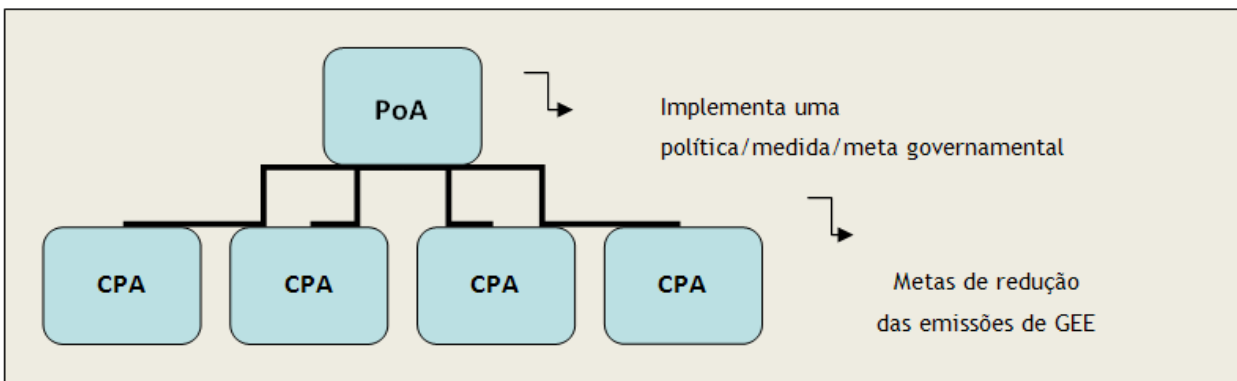 PoA
Implementa uma
política/medida/meta governamental
CPA CPA CPA CPA
Metas de redução
das emissões de GEE